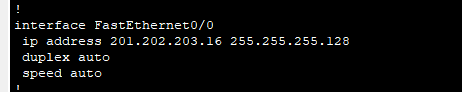 !
interface FastEthernet0/0
 ip address 201.202.203.16 255.255.255.128
 duplex auto
 speed auto
!